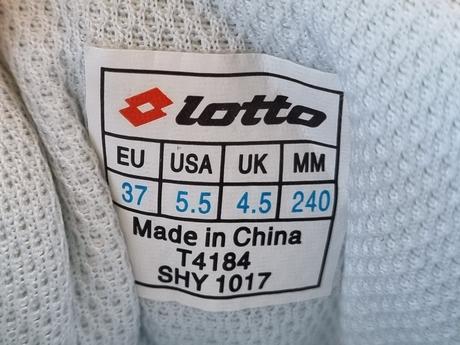 lotto
EU USA UK MM
37 5.5 4.5 240
Made in China
T4184
SHY 1017